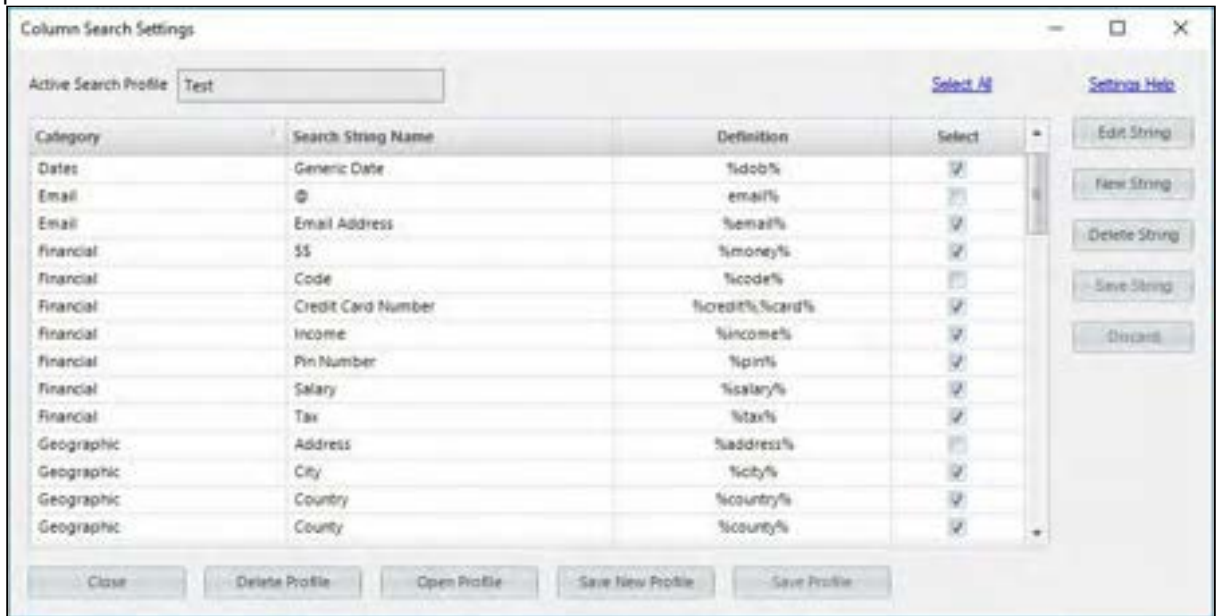 Column Search Settings
Active Search Profile Test Select All Settings Help
Category Search String Name Definition Select Edit String
Dates Generic Date %dob%
Email @ email% New String
Email Email Address %email%
Financial $$ %money% Delete String
Financial Code %code%
Financial Credit Card Number %credit%,%card% Save String
Financial Income %income%
Financial Pin Number %pin% Discard
Financial Salary %salary%
Financial Tax %tax%
Geographic Address %address%
Geographic City %city%
Geographic Country %country%
Geographic County %county%
Close Delete Profile Open Profile Save New Profile Save Profile